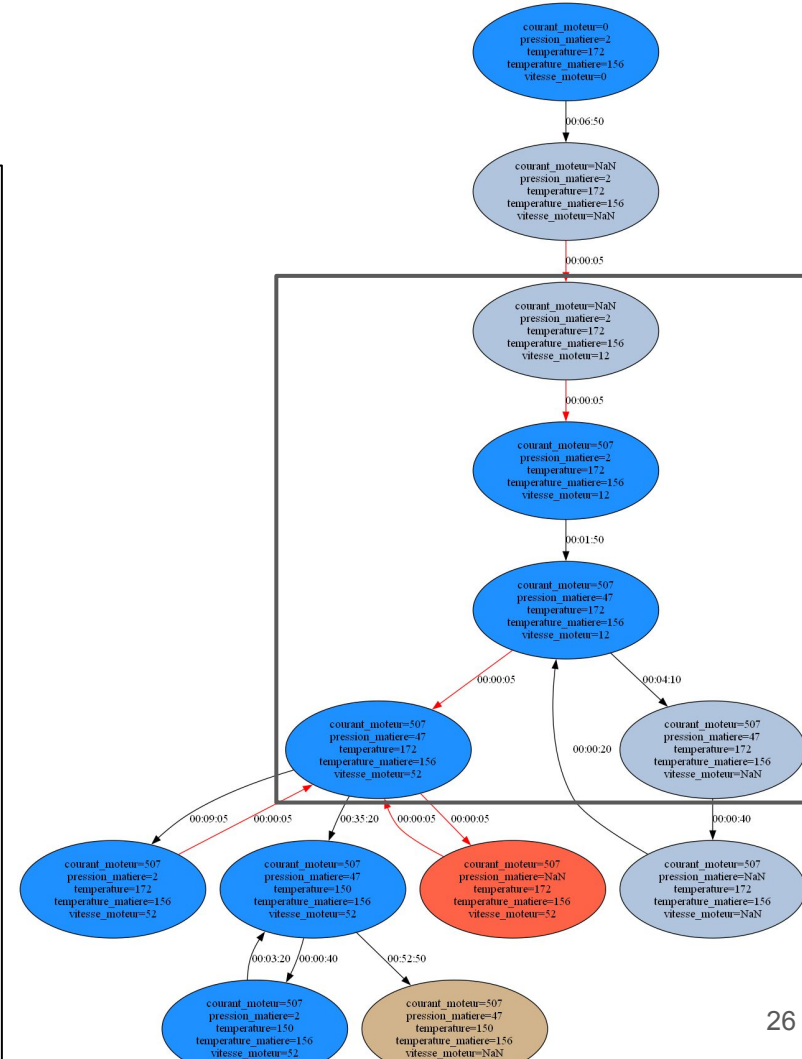 courant_moteur=0
pression_matiere=2
temperature=172
temperature_matiere=156
vitesse_moteur=0
00:06:50
courant_moteur=NaN
pression_matiere=2
temperature=172
temperature_matiere=156
vitesse_moteur=NaN
00:00:05
courant_moteur=NaN
pression_matiere=2
temperature=172
temperature_matiere=156
vitesse_moteur=12
00:00:05
courant_moteur=507
pression_matiere=2
temperature=172
temperature_matiere=156
vitesse_moteur=12
00:01:50
courant_moteur=507
pression_matiere=47
temperature=172
temperature_matiere=156
vitesse_moteur=12
00:00:05
00:04:10
courant_moteur=507
pression_matiere=47
temperature=172
temperature_matiere=156
vitesse_moteur=52
00:00:20
courant_moteur=507
pression_matiere=47
temperature=172
temperature_matiere=156
vitesse_moteur=NaN
00:09:05
00:00:05
00:35:20
00:00:05
00:00:05
00:00:40
courant_moteur=507
pression_matiere=2
temperature=172
temperature_matiere=156
vitesse_moteur=52
courant_moteur=507
pression_matiere=47
temperature=150
temperature_matiere=156
vitesse_moteur=52
courant_moteur=507
pression_matiere=NaN
temperature=172
temperature_matiere=156
vitesse_moteur=52
courant_moteur=507
pression_matiere=NaN
temperature=172
temperature_matiere=156
vitesse_moteur=NaN
00:03:20
00:00:40
00:52:50
courant_moteur=507
pression_matiere=2
temperature=150
temperature_matiere=156
vitesse_moteur=52
courant_moteur=507
pression_matiere=47
temperature=150
temperature_matiere=156
vitesse_moteur=NaN
26